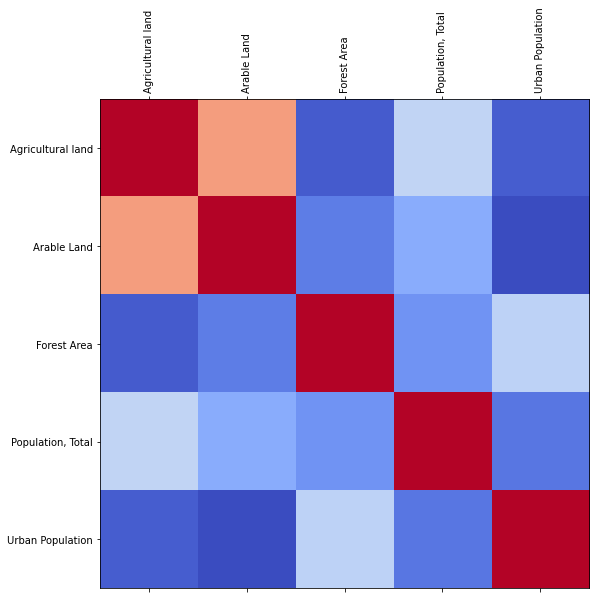 Agricultural land
Arable Land
Forest Area
Population, Total
Urban Population
Agricultural land
Arable Land
Forest Area
Population, Total
Urban Population